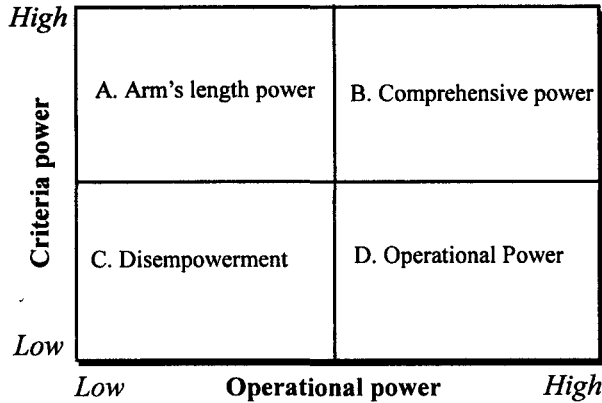 High
A. Arm's length power
B. Comprehensive power
Criteria power
C. Disempowerment
D. Operational Power
Low
Low
Operational power
High